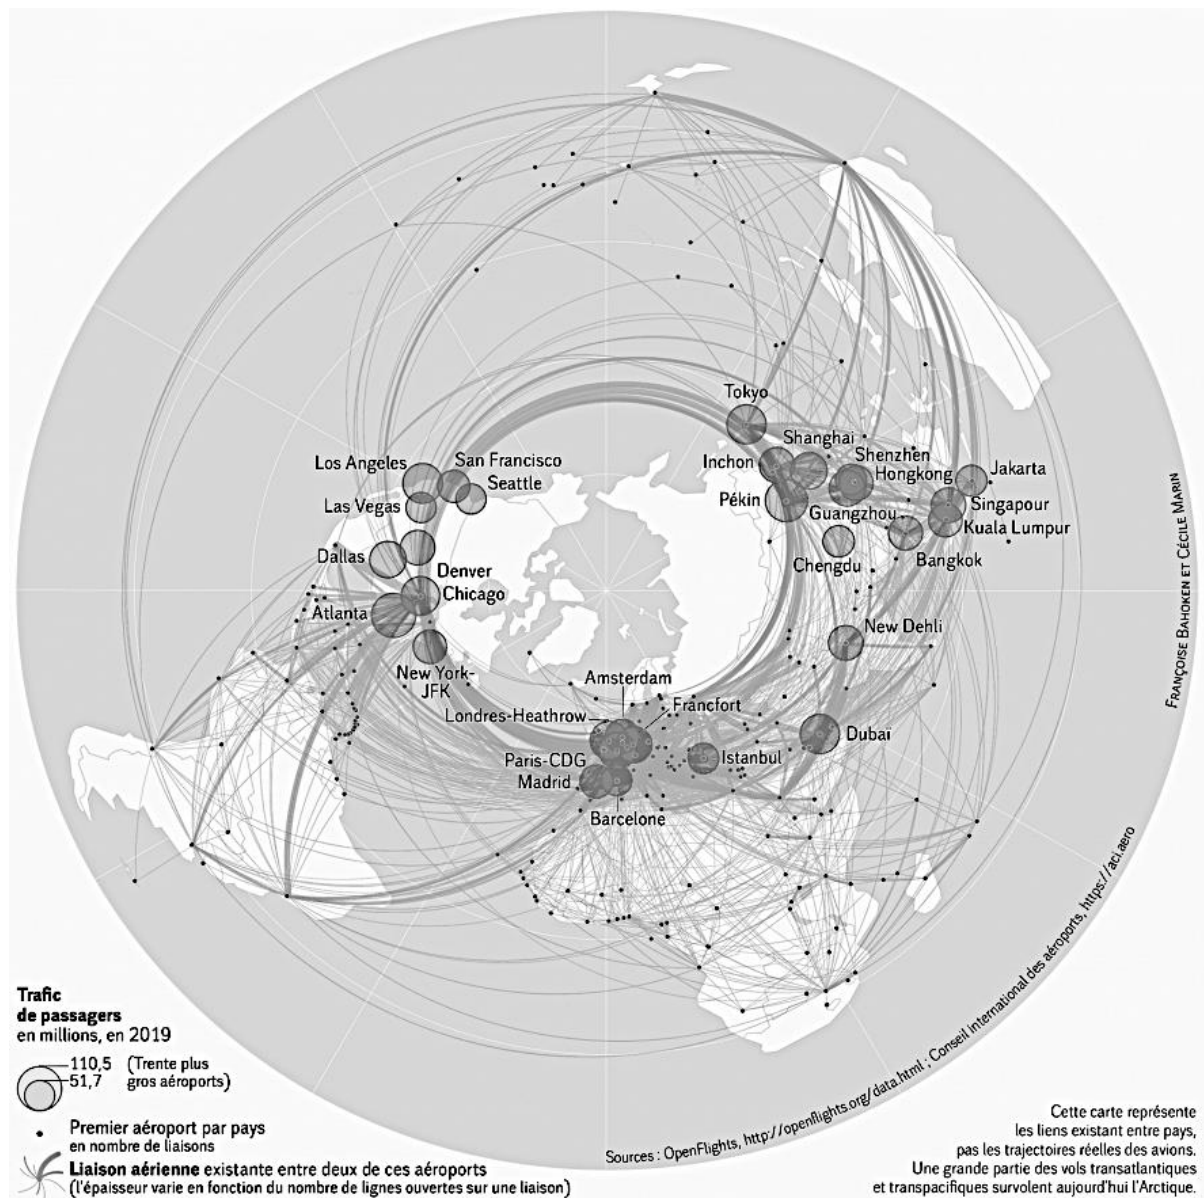 Tokyo
Shanghai
Inchon
Shenzhen
Hongkong
Jakarta
Pékin
Guangzhou
Singapour
Kuala Lumpur
Chengdu
Bangkok
Los Angeles
San Francisco
Seattle
Las Vegas
Dallas
Denver
Chicago
Atlanta
New York-
JFK
New Dehli
Amsterdam
Londres-Heathrow
Francfort
Paris-CDG
Madrid
Istanbul
Dubaï
Barcelone
FRANÇOISE BAHOKEN ET CÉCILE MARIN
Sources : OpenFlights, http://openflights.org/data.html ; Conseil international des aéroports, https://aci.aero
Trafic
de passagers
en millions, en 2019
110,5 (Trente plus
51,7 gros aéroports)
Premier aéroport par pays
en nombre de liaisons
Liaison aérienne existante entre deux de ces aéroports
(l'épaisseur varie en fonction du nombre de lignes ouvertes sur une liaison)
Cette carte représente
les liens existant entre pays,
pas les trajectoires réelles des avions.
Une grande partie des vols transatlantiques
et transpacifiques survolent aujourd'hui l'Arctique.